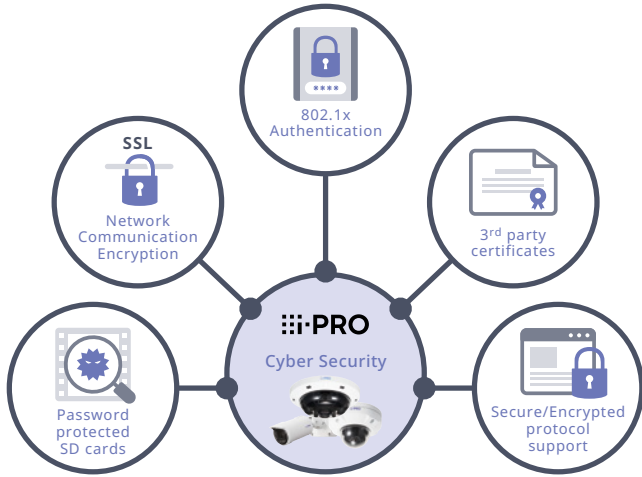 ****
802.1x
Authentication
SSL
Network
Communication
Encryption
3rd party
certificates
i-PRO
Cyber Security
Password
protected
SD cards
Secure/Encrypted
protocol
support